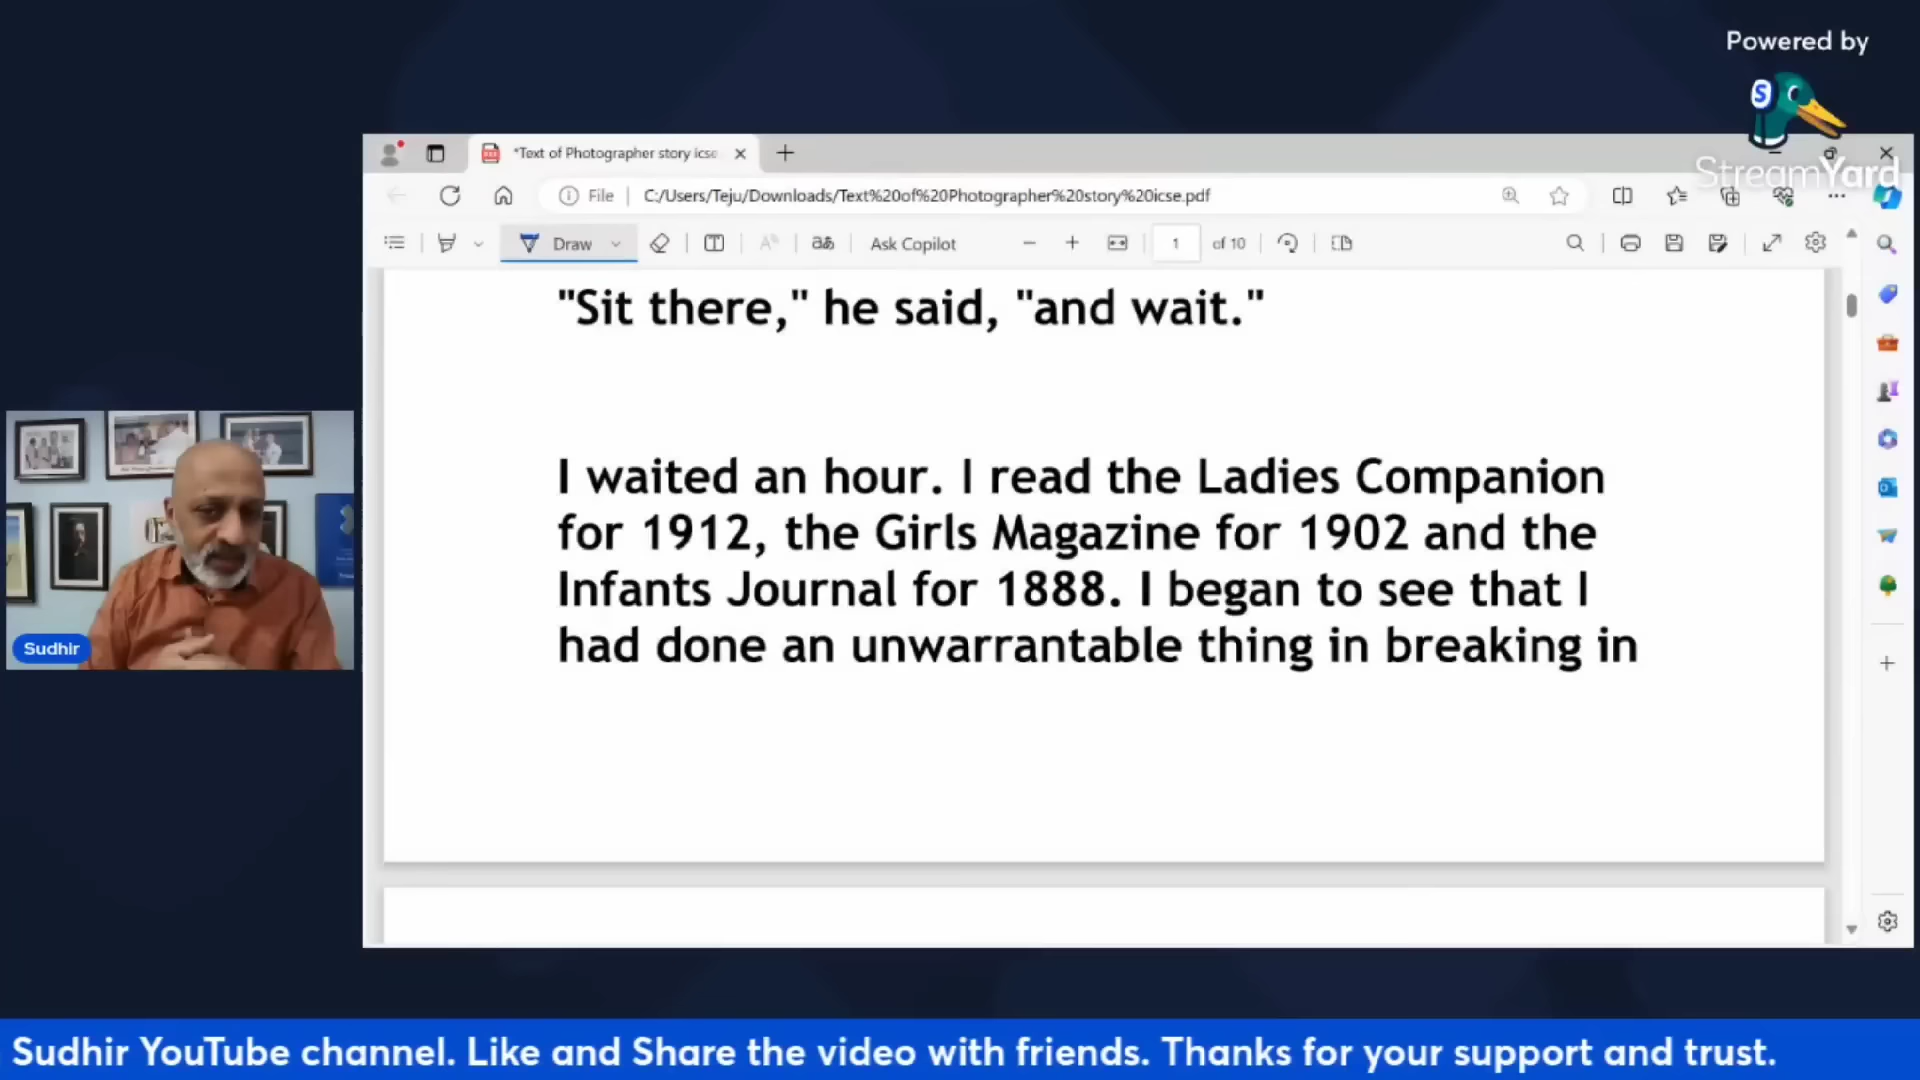 Powered by
StreamYard
*Text of Photographer story icse
File
C:/Users/Teju/Downloads/Text%20of%20Photographer%20story%20icse.pdf
Draw
Ask Copilot
1
of 10
"Sit there," he said, "and wait."
I waited an hour. I read the Ladies Companion
for 1912, the Girls Magazine for 1902 and the
Infants Journal for 1888. I began to see that I
had done an unwarrantable thing in breaking in
Sudhir
Sudhir YouTube channel. Like and Share the video with friends. Thanks for your support and trust.